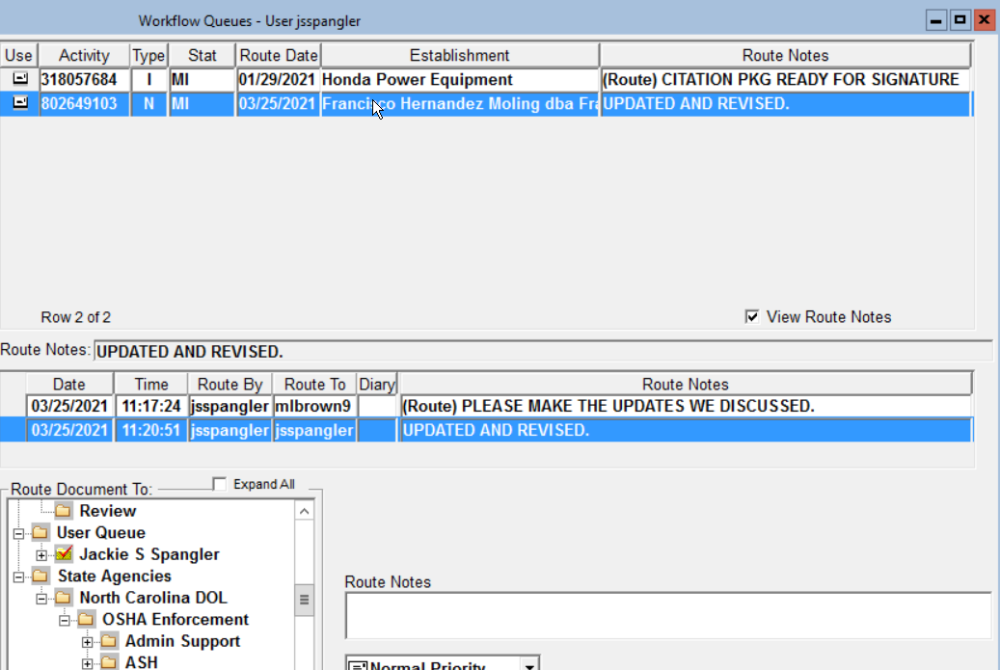 Workflow Queues - User jsspangler
Use Activity Type Stat Route Date Establishment Route Notes
318057684 I MI 01/29/2021 Honda Power Equipment (Route) CITATION PKG READY FOR SIGNATURE
802649103 N MI 03/25/2021 Francisco Hernandez Moling dba Fra UPDATED AND REVISED.
Row 2 of 2 View Route Notes
Route Notes: UPDATED AND REVISED.
Date Time Route By Route To Diary Route Notes
03/25/2021 11:17:24 jsspangler mlbrown9 (Route) PLEASE MAKE THE UPDATES WE DISCUSSED.
03/25/2021 11:20:51 jsspangler jsspangler UPDATED AND REVISED.
Route Document To: Expand All
Review
User Queue
Jackie S Spangler
State Agencies
North Carolina DOL
OSHA Enforcement
Admin Support
ASH
Route Notes
Normal Priority